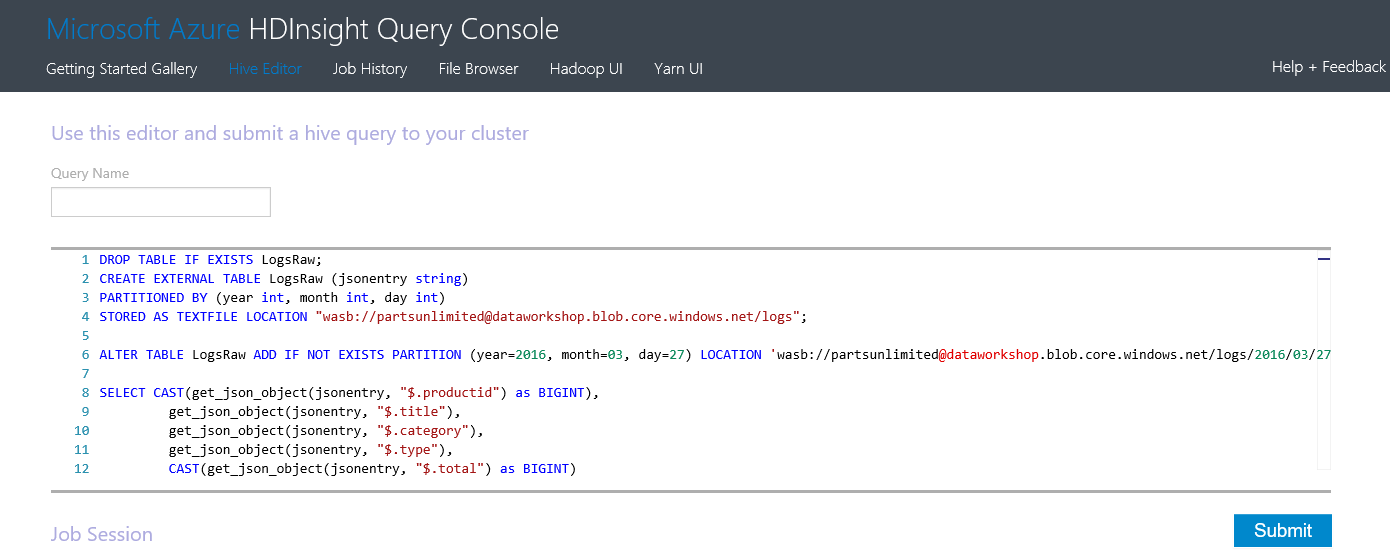 Microsoft Azure HDInsight Query Console
Getting Started Gallery Hive Editor Job History File Browser Hadoop UI Yarn UI Help + Feedback
Use this editor and submit a hive query to your cluster
Query Name
1 DROP TABLE IF EXISTS LogsRaw;
2 CREATE EXTERNAL TABLE LogsRaw (jsonentry string)
3 PARTITIONED BY (year int, month int, day int)
4 STORED AS TEXTFILE LOCATION "wasb://partsunlimited@dataworkshop.blob.core.windows.net/logs";
5
6 ALTER TABLE LogsRaw ADD IF NOT EXISTS PARTITION (year=2016, month=03, day=27) LOCATION 'wasb://partsunlimited@dataworkshop.blob.core.windows.net/logs/2016/03/27
7
8 SELECT CAST(get_json_object(jsonentry, "$.productid") as BIGINT),
9 get_json_object(jsonentry, "$.title"),
10 get_json_object(jsonentry, "$.category"),
11 get_json_object(jsonentry, "$.type"),
12 CAST(get_json_object(jsonentry, "$.total") as BIGINT)
Job Session
Submit